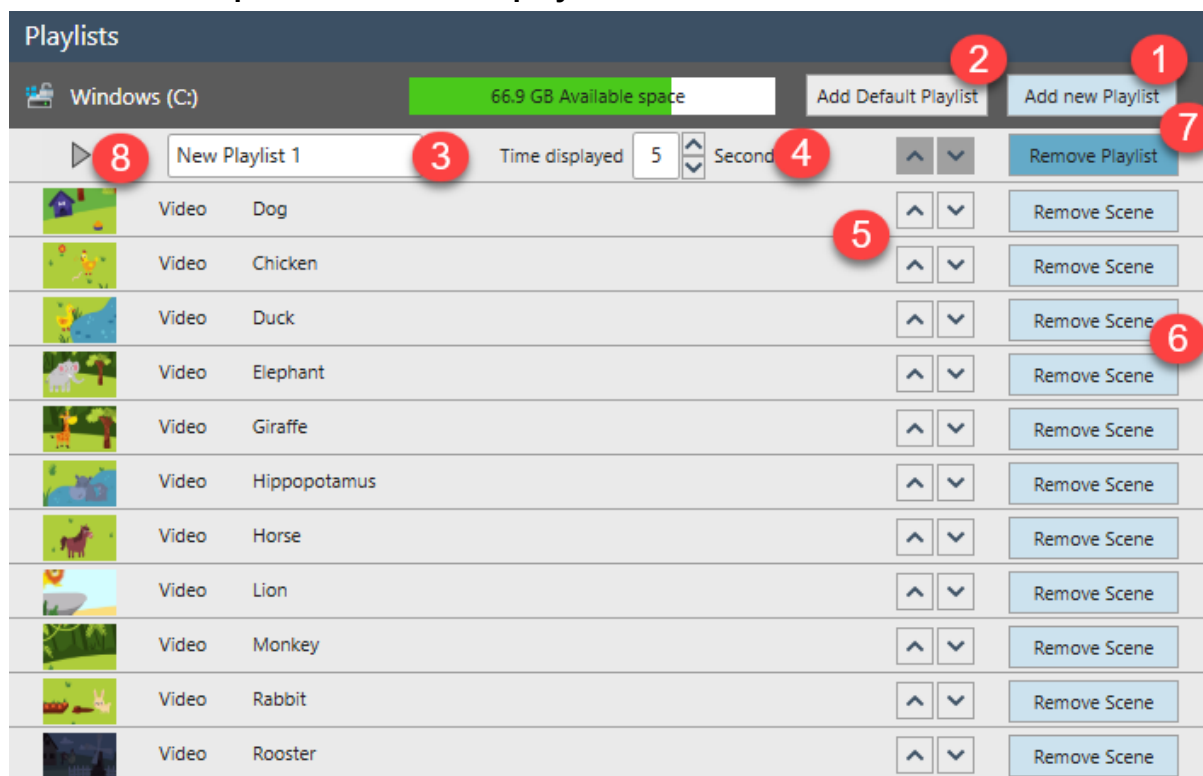 Playlists
2 1
Windows (C:) 66.9 GB Available space Add Default Playlist Add new Playlist
7
8 New Playlist 1 3 Time displayed 5 Second 4 Remove Playlist
Video Dog Remove Scene
5
Video Chicken Remove Scene
Video Duck Remove Scene
6
Video Elephant Remove Scene
Video Giraffe Remove Scene
Video Hippopotamus Remove Scene
Video Horse Remove Scene
Video Lion Remove Scene
Video Monkey Remove Scene
Video Rabbit Remove Scene
Video Rooster Remove Scene